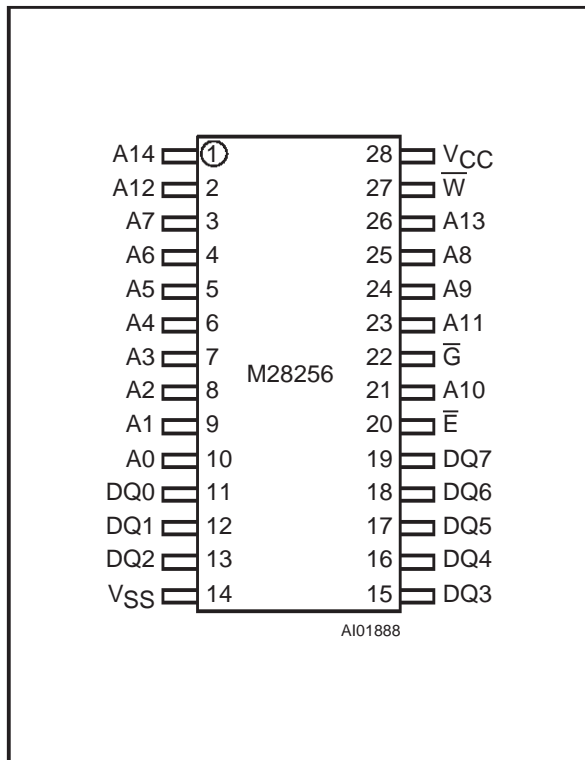 A14 1 28 VCC
A12 2 27 W̅
A7 3 26 A13
A6 4 25 A8
A5 5 24 A9
A4 6 23 A11
A3 7 22 G̅
A2 8 M28256 21 A10
A1 9 20 E̅
A0 10 19 DQ7
DQ0 11 18 DQ6
DQ1 12 17 DQ5
DQ2 13 16 DQ4
VSS 14 15 DQ3
AI01888